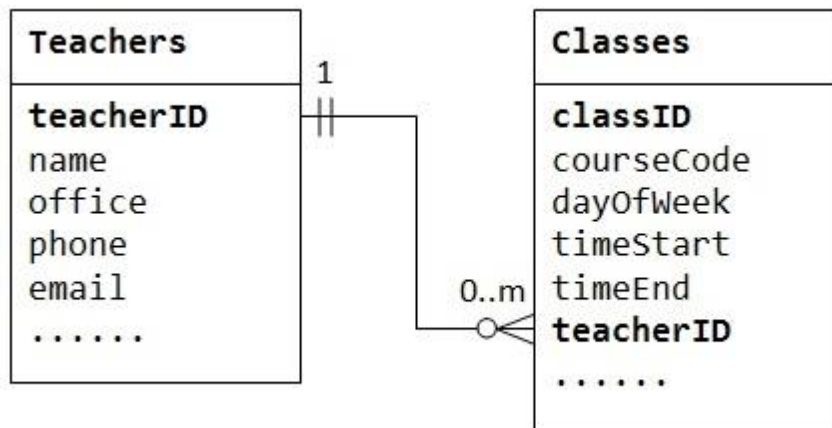 Teachers
teacherID
name
office
phone
email
......
1
0..m
Classes
classID
courseCode
dayOfWeek
timeStart
timeEnd
teacherID
......